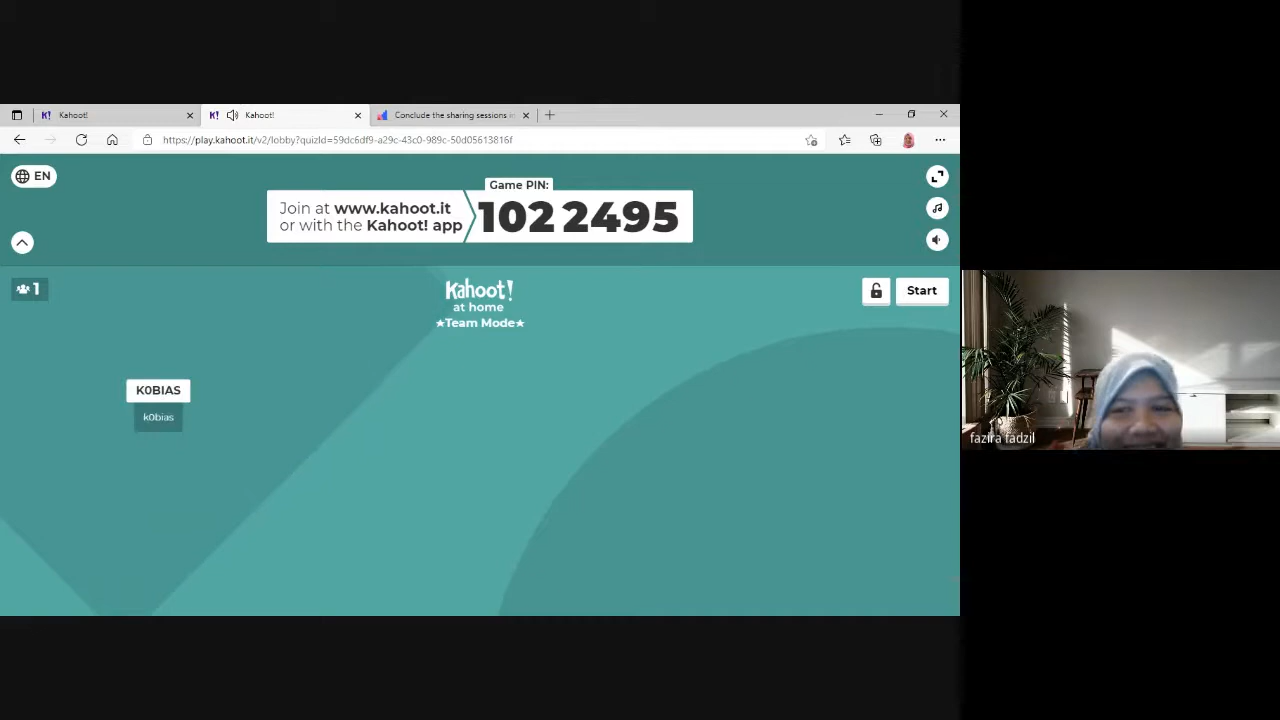 Kahoot!
Kahoot!
Conclude the sharing sessions i
https://play.kahoot.it/v2/lobby?quizId=59dc6df9-a29c-43c0-989c-50d05613816f
EN
Game PIN:
Join at www.kahoot.it
or with the Kahoot! app
102 2495
1
Kahoot!
at home
★Team Mode★
Start
K0BIAS
k0bias
fazira fadzil